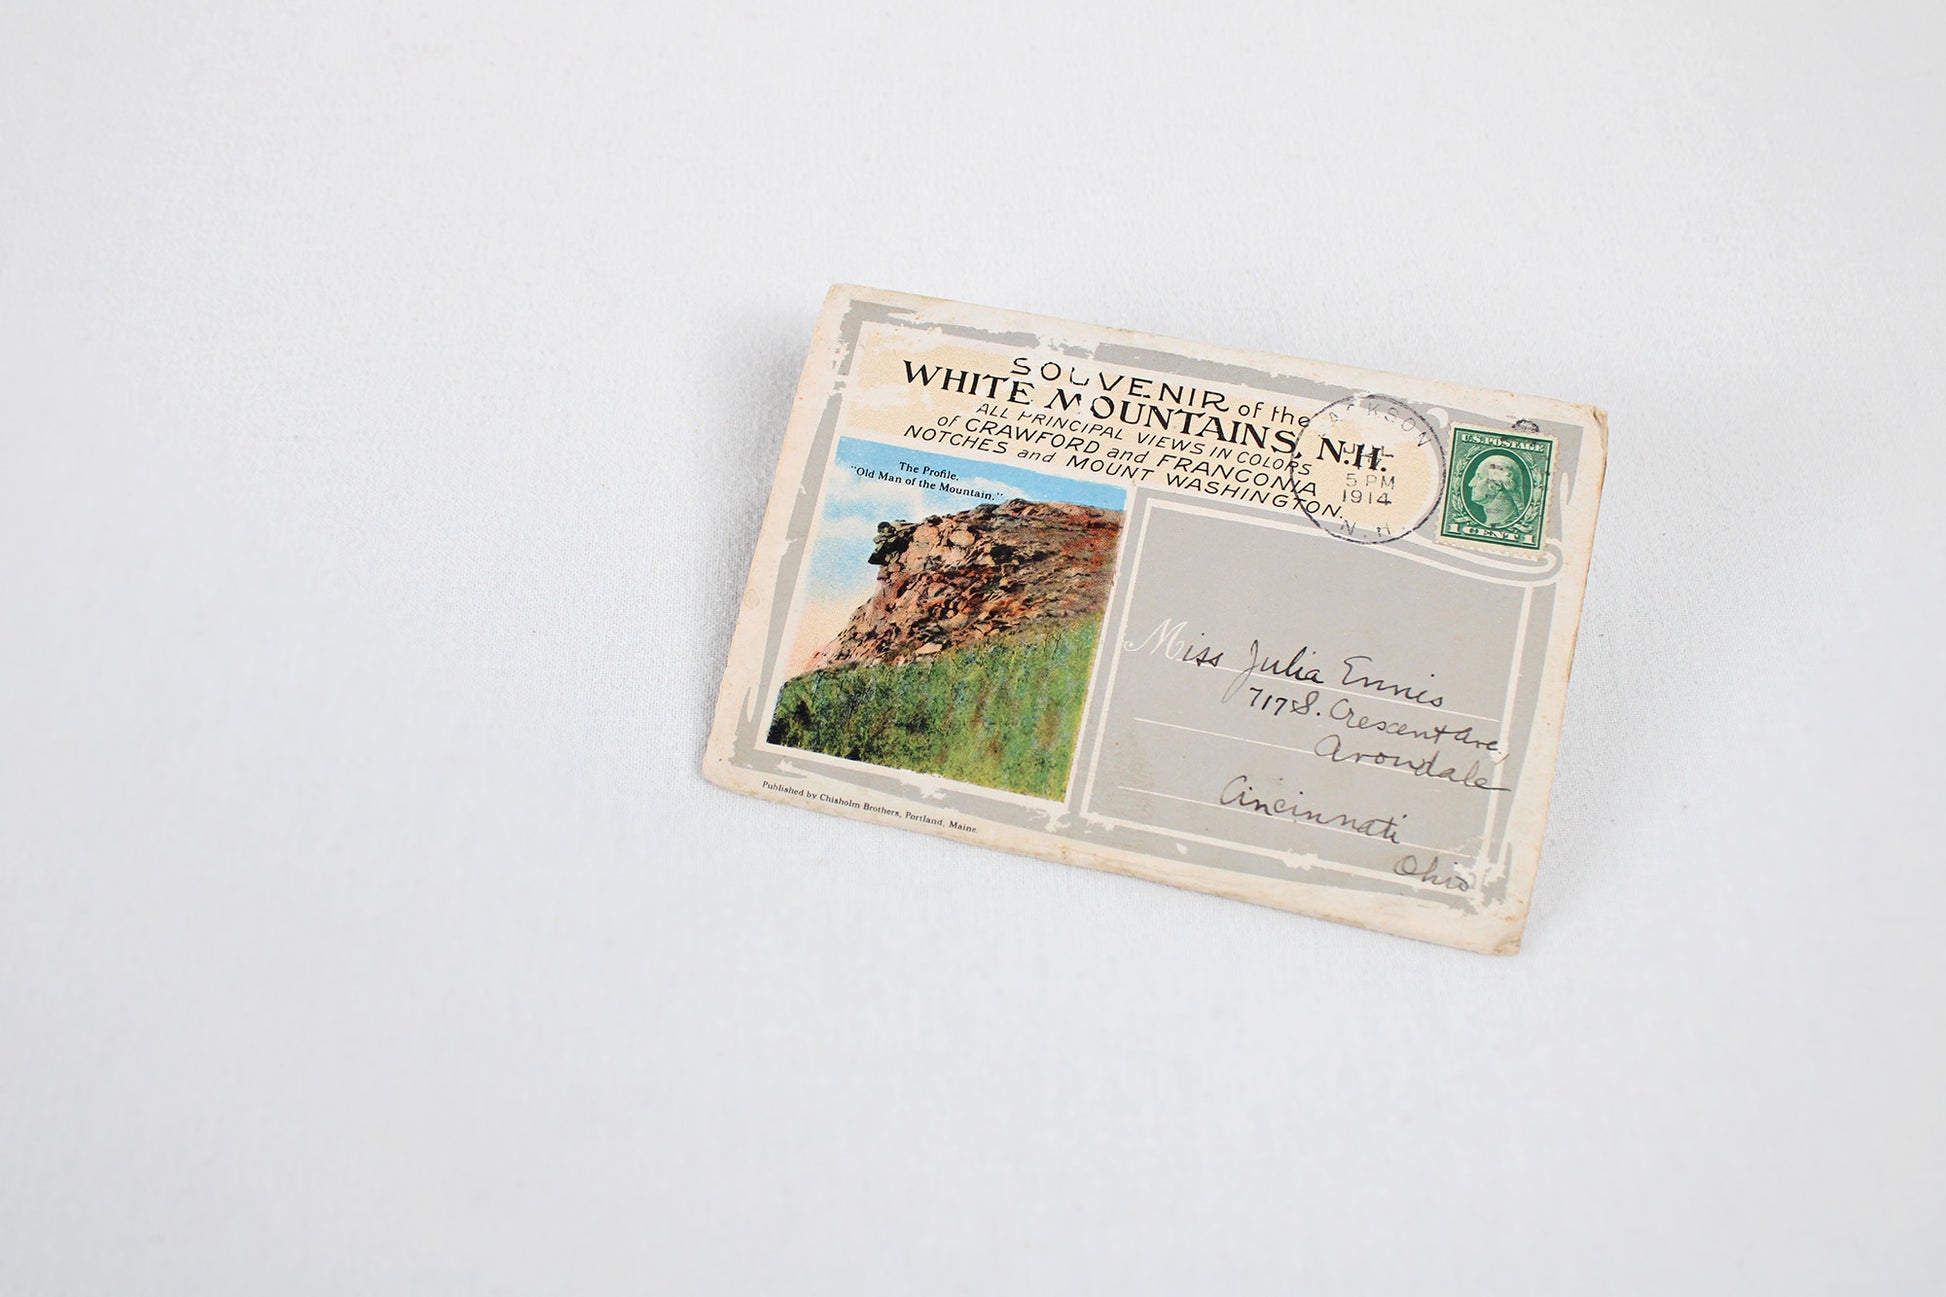 SOUVENIR of the
WHITE MOUNTAINS, N.H.
ALL PRINCIPAL VIEWS IN COLORS
of CRAWFORD and FRANCONIA
NOTCHES and MOUNT WASHINGTON.
JACKSON
JUL
5 PM
1914
N.H.
U.S. POSTAGE
1 CENT 1
The Profile,
"Old Man of the Mountain."
Miss Julia Ennis
717 S. Crescent Ave,
Avondale
Cincinnati
Ohio
Published by Chisholm Brothers, Portland, Maine.